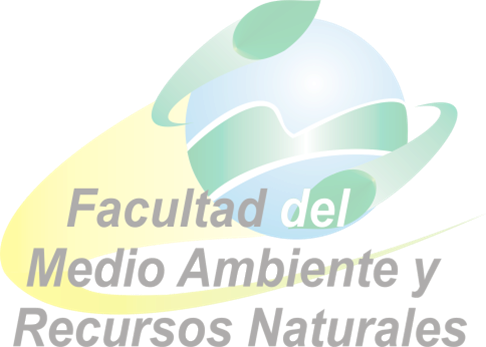 Facultad del
Medio Ambiente y
Recursos Naturales